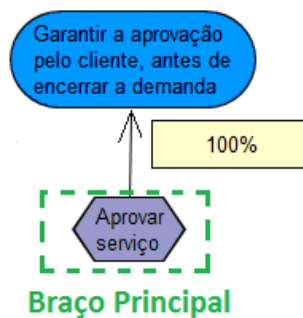 Garantir a aprovação
pelo cliente, antes de
encerrar a demanda
100%
Aprovar
serviço
Braço Principal